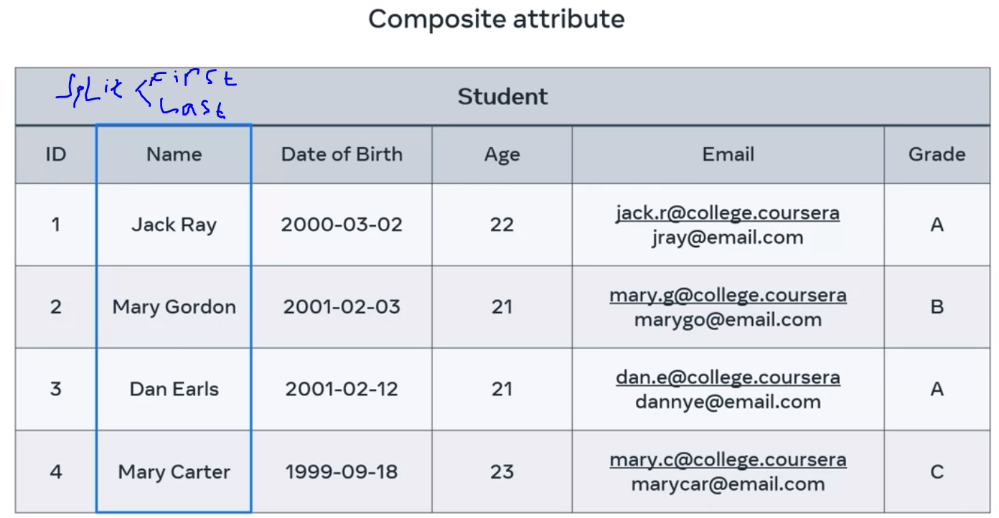 Composite attribute
Split < First
Last
Student
ID Name Date of Birth Age Email Grade
1 Jack Ray 2000-03-02 22 jack.r@college.coursera A
jray@email.com
2 Mary Gordon 2001-02-03 21 mary.g@college.coursera B
marygo@email.com
3 Dan Earls 2001-02-12 21 dan.e@college.coursera A
dannye@email.com
4 Mary Carter 1999-09-18 23 mary.c@college.coursera C
marycar@email.com